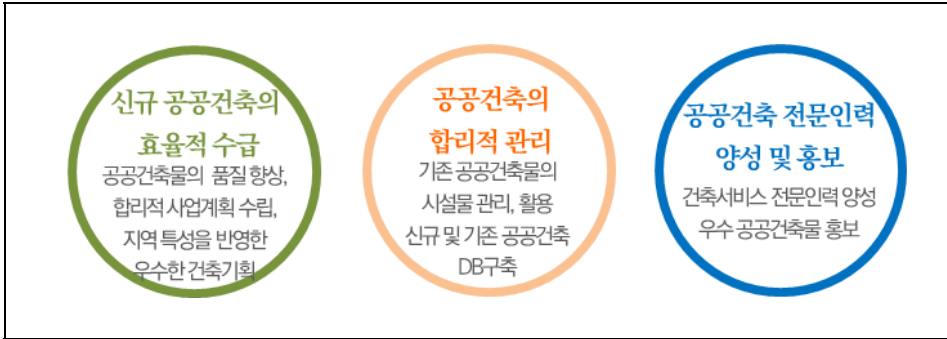 신규 공공건축의
효율적 수급
공공건축물의 품질 향상,
합리적 사업계획 수립,
지역 특성을 반영한
우수한 건축기획
공공건축의
합리적 관리
기존 공공건축물의
시설물 관리, 활용
신규 및 기존 공공건축
DB구축
공공건축 전문인력
양성 및 홍보
건축서비스 전문인력 양성
우수 공공건축물 홍보